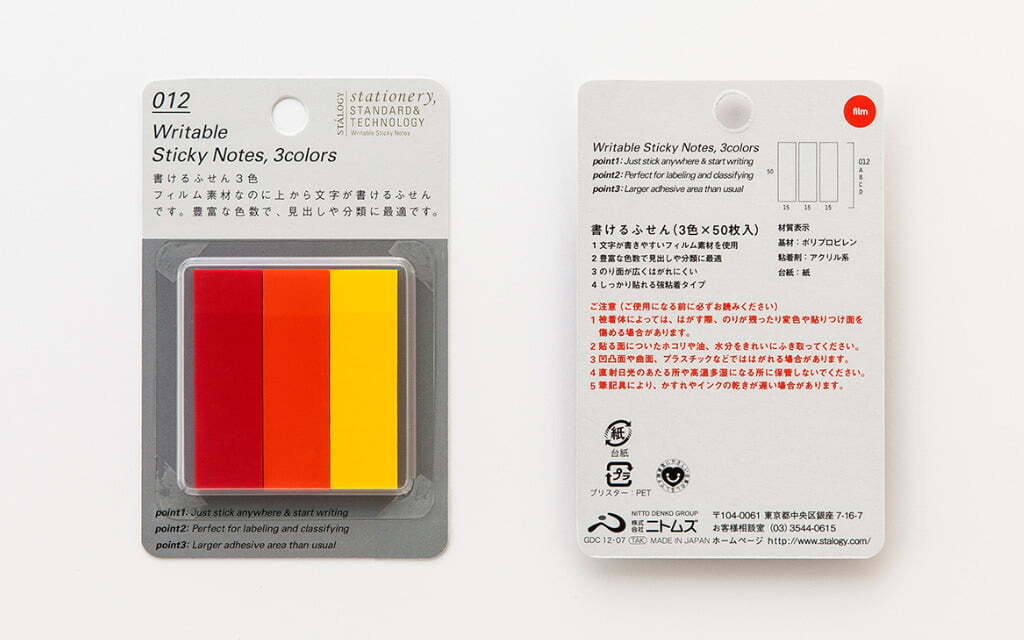 012
Writable
Sticky Notes, 3colors
STÁLOGY
stationery,
STANDARD&
TECHNOLOGY
Writable Sticky Notes
書けるふせん3色
フィルム素材なのに上から文字が書けるふせん
です。豊富な色数で、見出しや分類に最適です。
point1: Just stick anywhere & start writing
point2: Perfect for labeling and classifying
point3: Larger adhesive area than usual
film
Writable Sticky Notes, 3colors
point1: Just stick anywhere & start writing
point2: Perfect for labeling and classifying
point3: Larger adhesive area than usual
50
15 15 15
012
A
B
C
D
書けるふせん(3色×50枚入)
1 文字が書きやすいフィルム素材を使用
2 豊富な色数で見出しや分類に最適
3 のり面が広くはがれにくい
4 しっかり貼れる強粘着タイプ
材質表示
基材:ポリプロピレン
粘着剤:アクリル系
台紙:紙
ご注意(ご使用になる前に必ずお読みください)
1 被着体によっては、はがす際、のりが残ったり変色や貼りつけ面を
傷める場合があります。
2 貼る面についたホコリや油、水分をきれいにふき取ってください。
3 凹凸面や曲面、プラスチックなどでははがれる場合があります。
4 直射日光のあたる所や高温多湿になる所に保管しないでください。
5 筆記具により、かすれやインクの乾きが遅い場合があります。
紙
台紙
プラ
ブリスター:PET
NITTO DENKO GROUP
株式会社ニトムズ
〒104-0061 東京都中央区銀座 7-16-7
お客様相談室 (03) 3544-0615
GDC 12・07 TAK MADE IN JAPAN ホームページ http://www.stalogy.com/